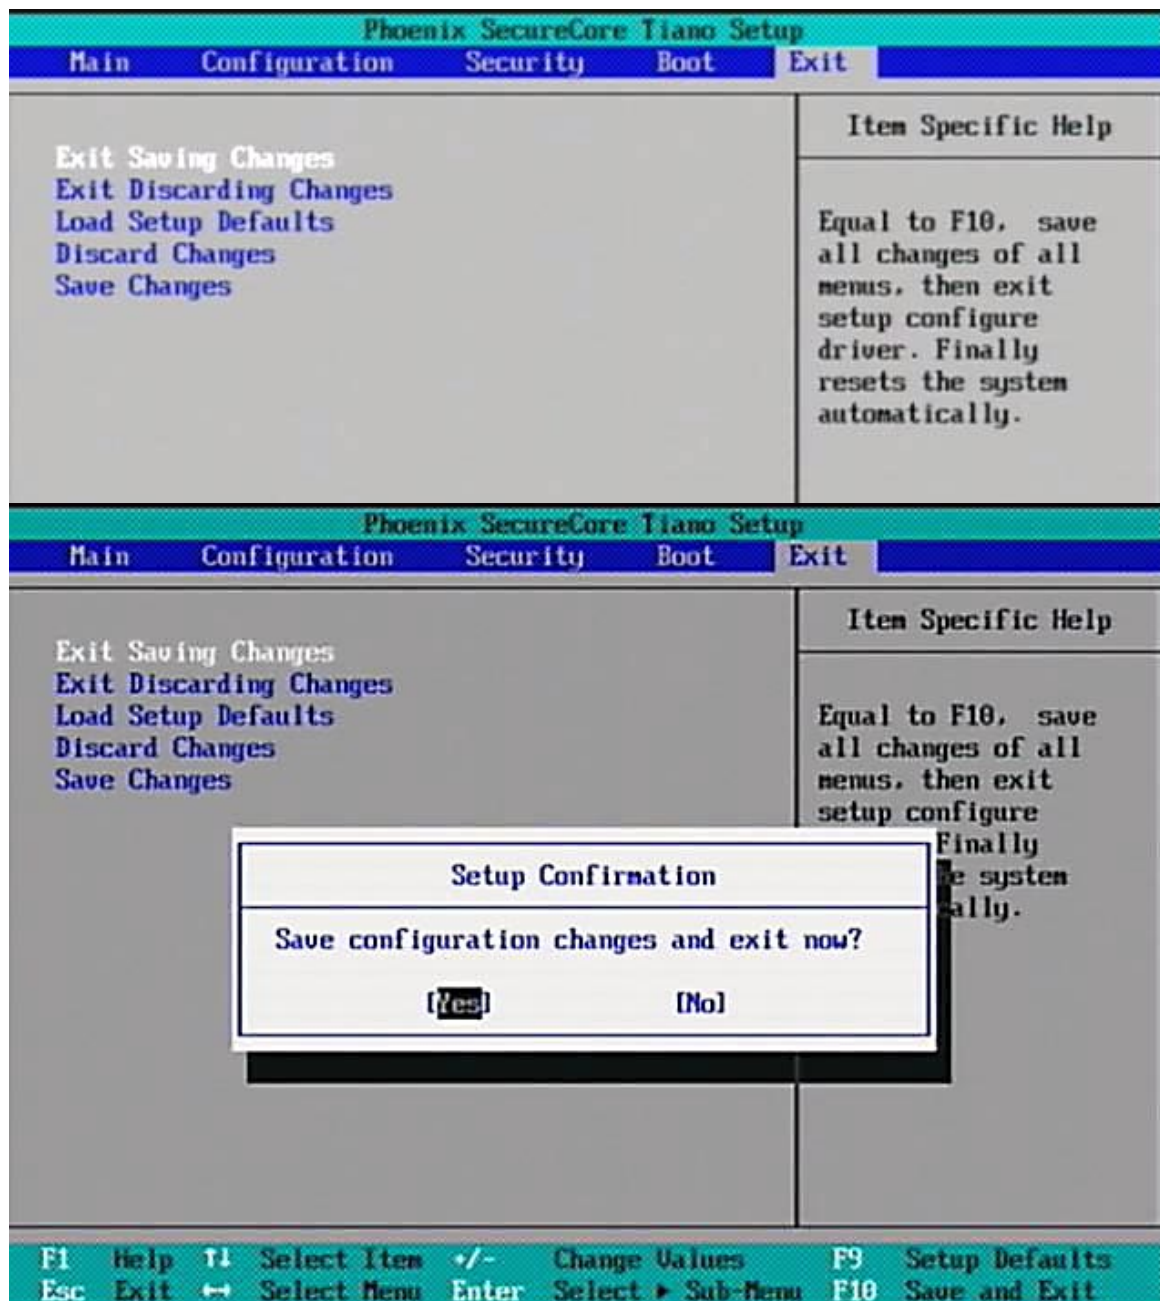 Phoenix SecureCore Tiano Setup
Main Configuration Security Boot Exit
Item Specific Help
Exit Saving Changes
Exit Discarding Changes
Load Setup Defaults
Discard Changes
Save Changes
Equal to F10, save
all changes of all
menus, then exit
setup configure
driver. Finally
resets the system
automatically.
Phoenix SecureCore Tiano Setup
Main Configuration Security Boot Exit
Item Specific Help
Exit Saving Changes
Exit Discarding Changes
Load Setup Defaults
Discard Changes
Save Changes
Equal to F10, save
all changes of all
menus, then exit
setup configure
Finally
e system
ally.
Setup Confirmation
Save configuration changes and exit now?
[Yes] [No]
F1 Help ↑↓ Select Item +/- Change Values F9 Setup Defaults
Esc Exit ↔ Select Menu Enter Select ▸ Sub-Menu F10 Save and Exit